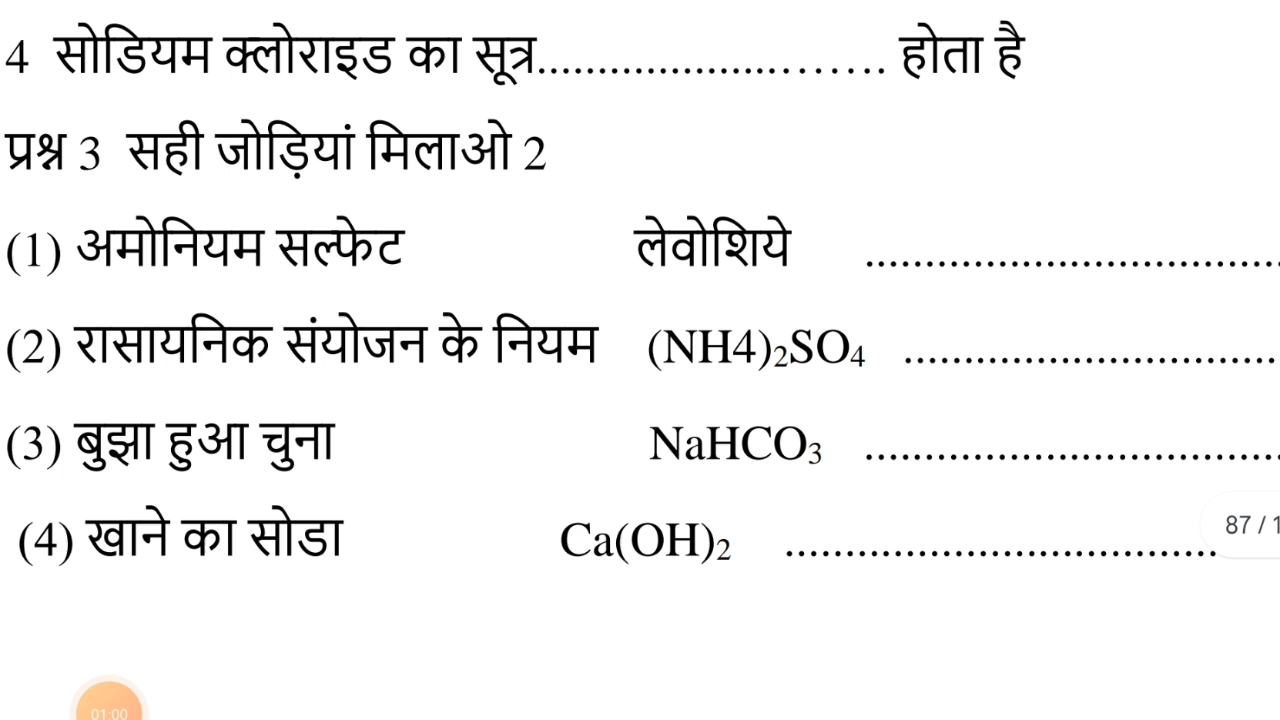 4 सोडियम क्लोराइड का सूत्र............................ होता है
प्रश्न 3 सही जोड़ियां मिलाओ 2
(1) अमोनियम सल्फेट लेवोशिये ...................................
(2) रासायनिक संयोजन के नियम (NH4)₂SO₄ ................................
(3) बुझा हुआ चुना NaHCO₃ ...................................
(4) खाने का सोडा Ca(OH)₂ ....................................
87 / 1
01:00